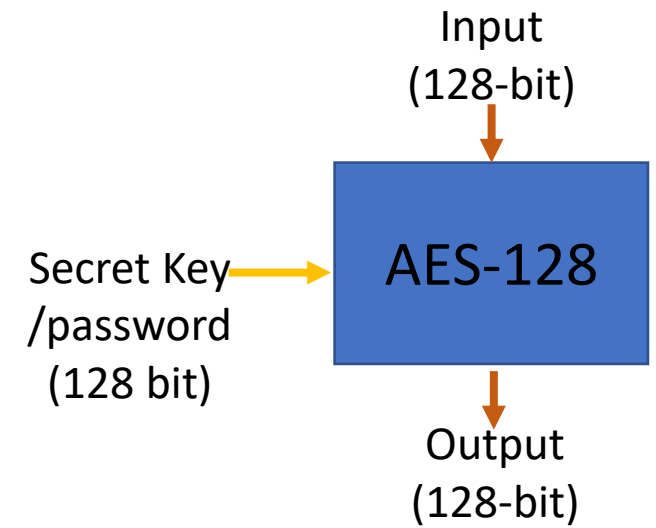 Input
(128-bit)
AES-128
Secret Key
/password
(128 bit)
Output
(128-bit)